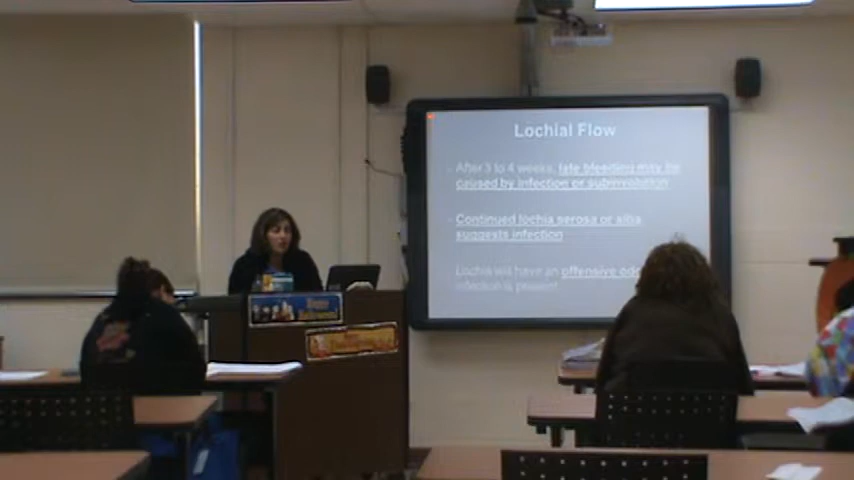 Lochial Flow
After 3 to 4 weeks, late bleeding may be
caused by infection or subinvolution
Continued lochia serosa or alba
suggests infection
Lochia will have an offensive
infection is present